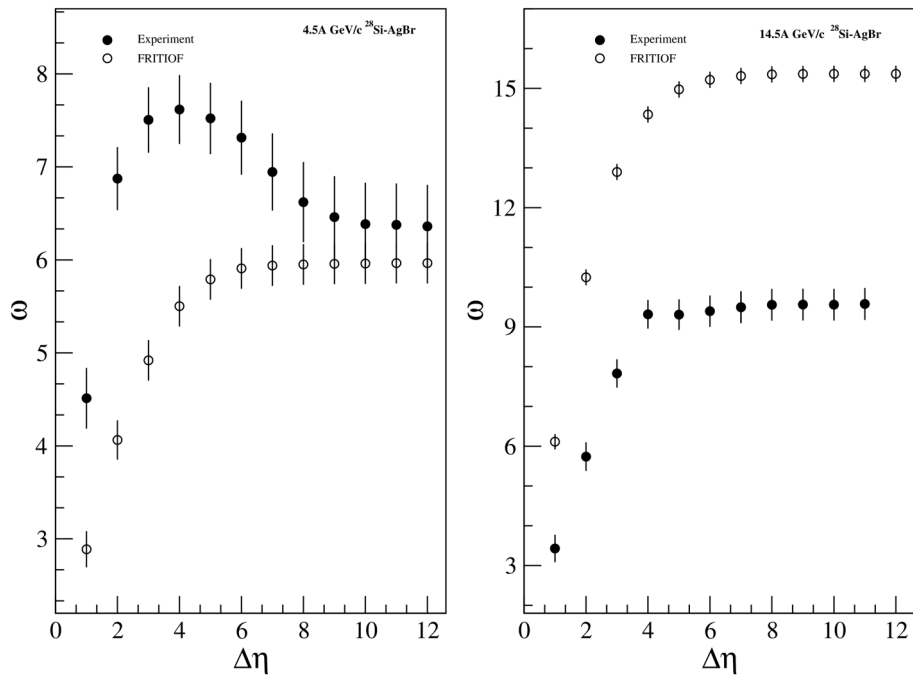 4.5A GeV/c ²⁸Si-AgBr
Experiment
FRITIOF
8
7
6
5
4
3
ω
0 2 4 6 8 10 12
Δη
14.5A GeV/c ²⁸Si-AgBr
Experiment
FRITIOF
15
12
9
6
3
ω
0 2 4 6 8 10 12
Δη